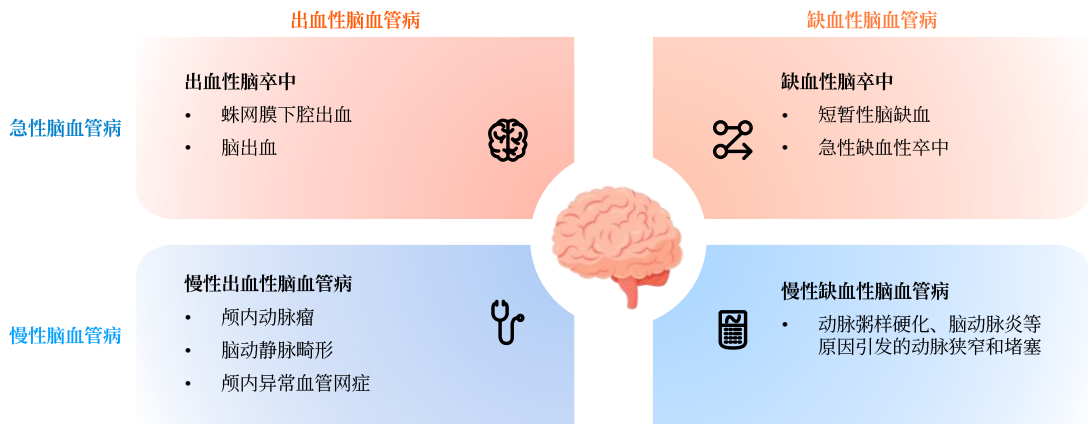 出血性脑血管病
缺血性脑血管病
急性脑血管病
出血性脑卒中
• 蛛网膜下腔出血
• 脑出血
缺血性脑卒中
• 短暂性脑缺血
• 急性缺血性卒中
慢性脑血管病
慢性出血性脑血管病
• 颅内动脉瘤
• 脑动静脉畸形
• 颅内异常血管网症
慢性缺血性脑血管病
• 动脉粥样硬化、脑动脉炎等
原因引发的动脉狭窄和堵塞